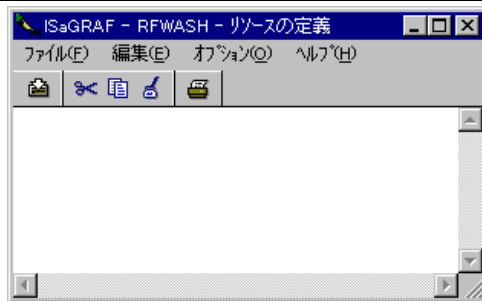 ISaGRAF - RFWASH - リソースの定義
ファイル(F) 編集(E) オプション(O) ヘルプ(H)